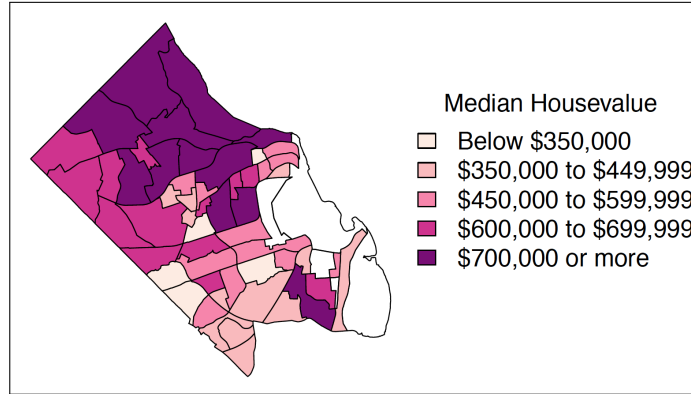 Median Housevalue
Below $350,000
$350,000 to $449,999
$450,000 to $599,999
$600,000 to $699,999
$700,000 or more